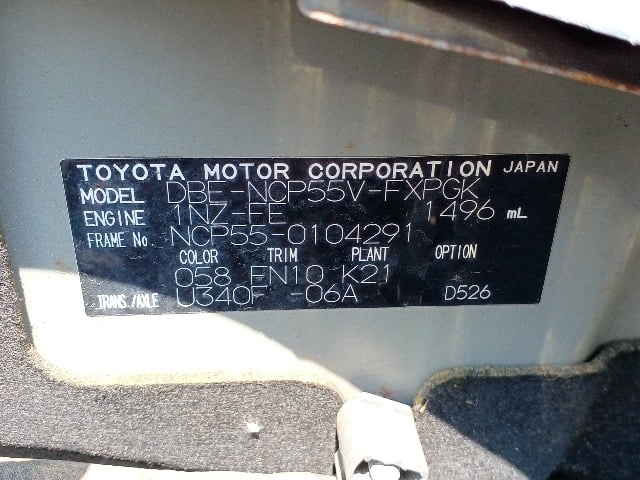 TOYOTA MOTOR CORPORATION JAPAN
MODEL DBE-NCP55V-FXPGK
ENGINE 1NZ-FE 1496 mL
FRAME No. NCP55-0104291
COLOR TRIM PLANT OPTION
058 FN10 K21
TRANS./AXLE U340F -06A D526